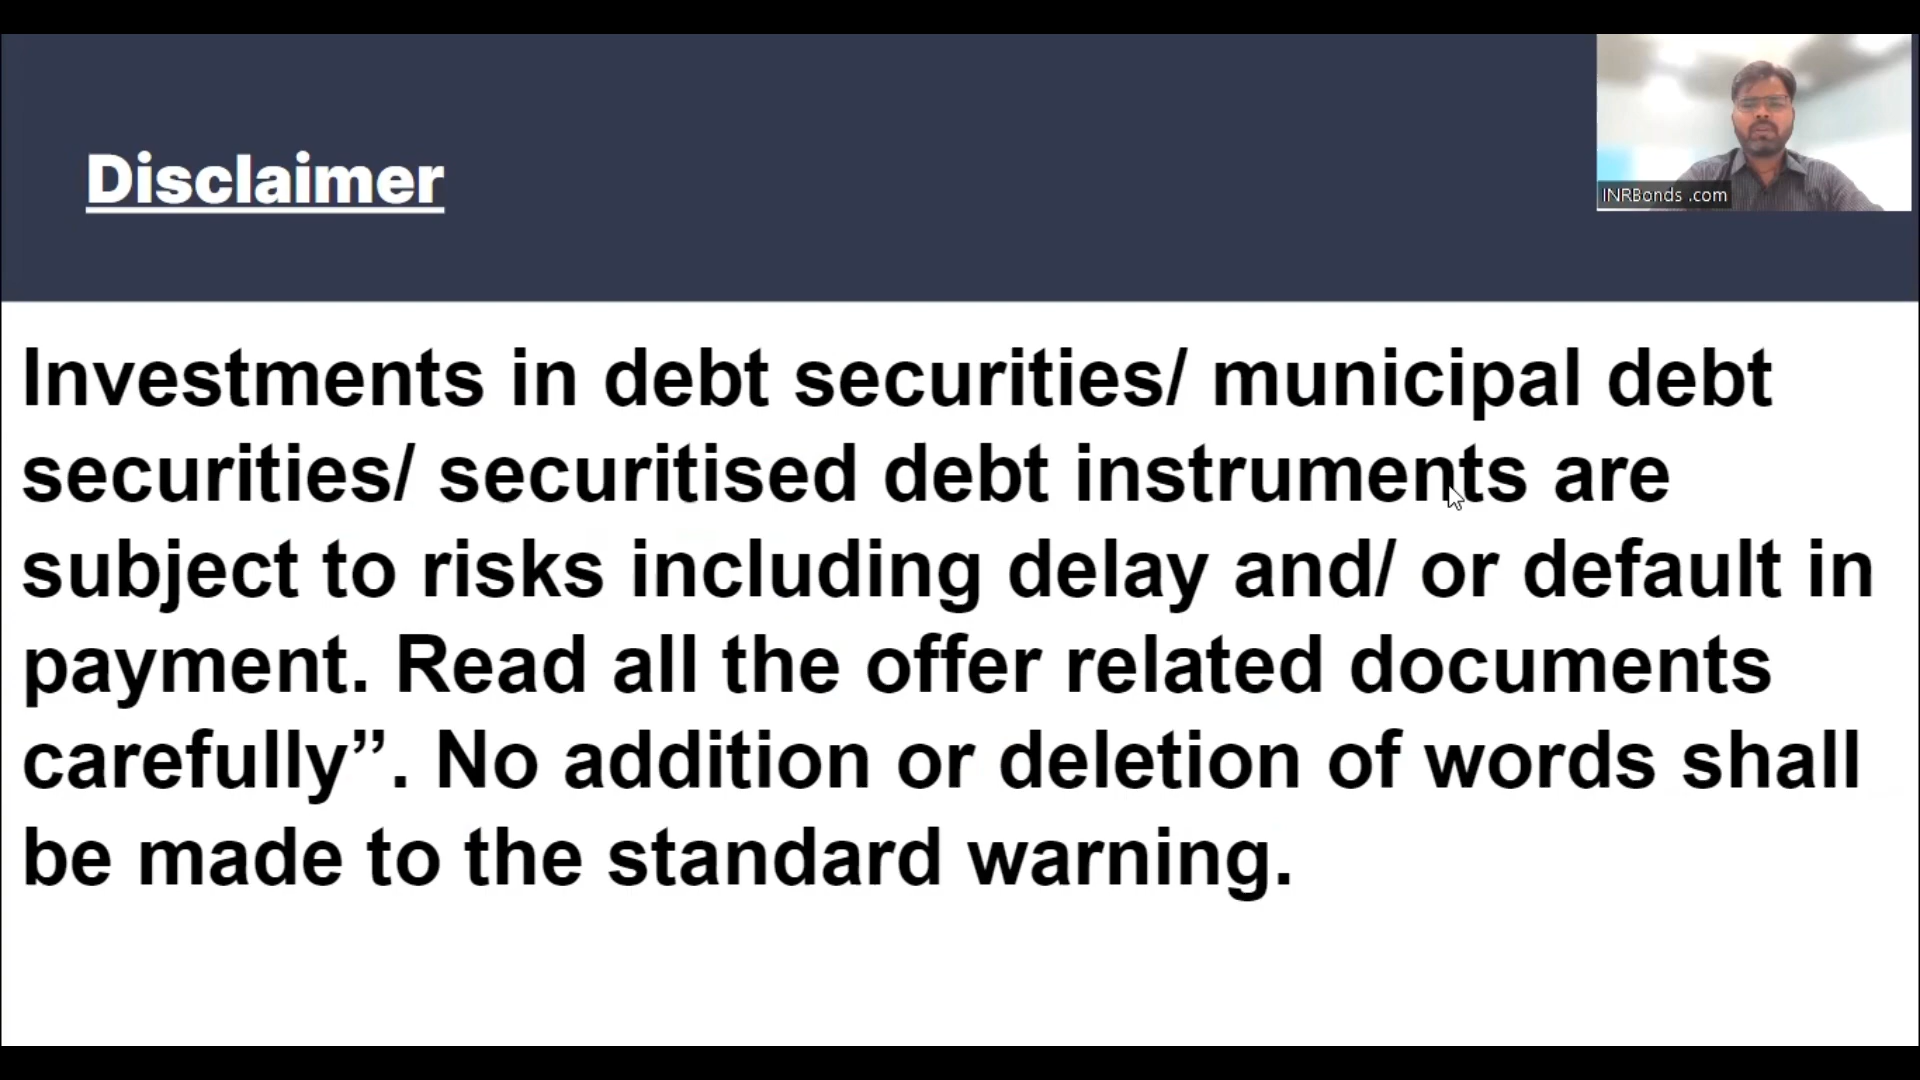 Disclaimer
INRBonds .com
Investments in debt securities/ municipal debt
securities/ securitised debt instruments are
subject to risks including delay and/ or default in
payment. Read all the offer related documents
carefully”. No addition or deletion of words shall
be made to the standard warning.